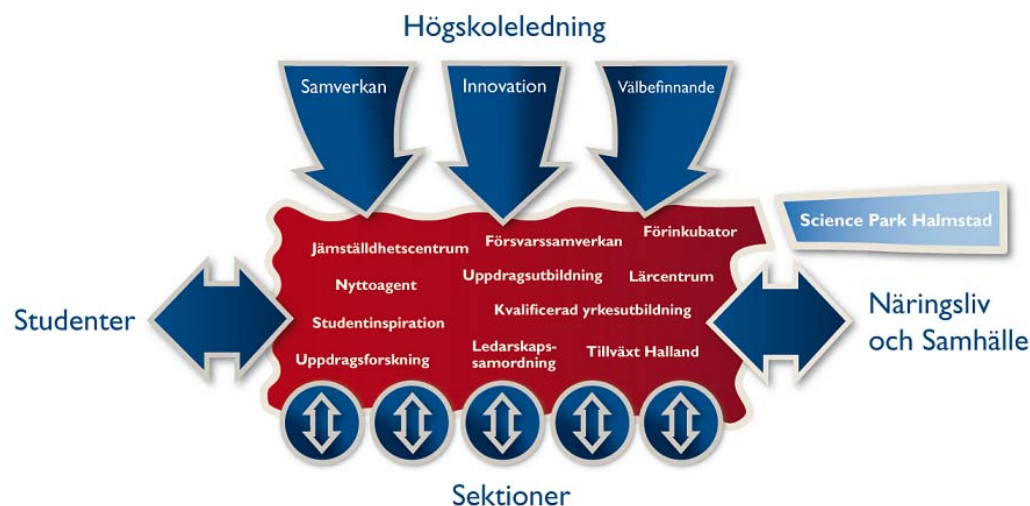 Högskoleledning
Samverkan
Innovation
Välbefinnande
Science Park Halmstad
Jämställdhetscentrum
Försvarssamverkan
Förinkubator
Nyttoagent
Uppdragsutbildning
Lärcentrum
Studentinspiration
Kvalificerad yrkesutbildning
Uppdragsforskning
Ledarskaps-
samordning
Tillväxt Halland
Studenter
Näringsliv
och Samhälle
Sektioner